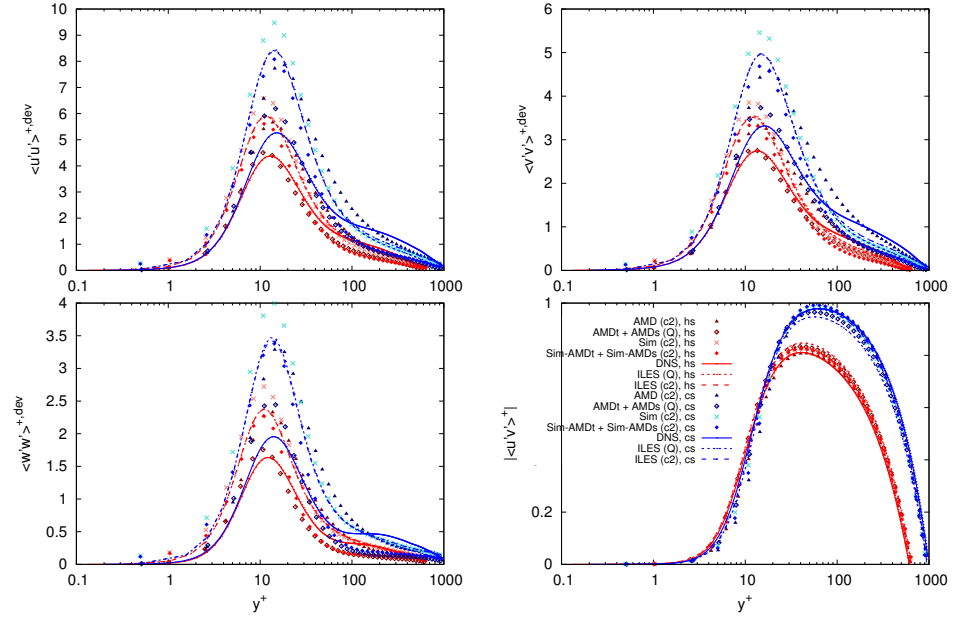 10
9
8
7
6
5
4
3
2
1
0
<u'u'>+,dev
0.1
1
10
100
1000
6
5
4
3
2
1
0
<v'v'>+,dev
0.1
1
10
100
1000
4
3.5
3
2.5
2
1.5
1
0.5
0
<w'w'>+,dev
0.1
1
10
100
1000
y+
1
0.2
0
|<u'v'>+|
AMD (c2), hs
AMDt + AMDs (Q), hs
Sim (c2), hs
Sim-AMDt + Sim-AMDs (c2), hs
DNS, hs
ILES (Q), hs
ILES (c2), hs
AMD (c2), cs
AMDt + AMDs (Q), cs
Sim (c2), cs
Sim-AMDt + Sim-AMDs (c2), cs
DNS, cs
ILES (Q), cs
ILES (c2), cs
0.1
1
10
100
1000
y+